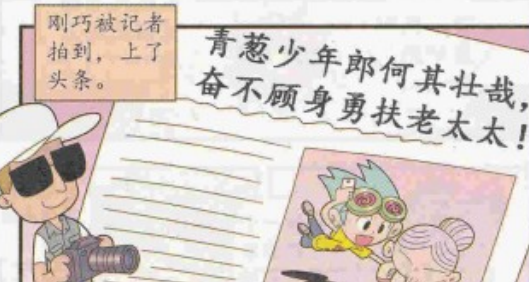 刚巧被记者
拍到，上了
头条。
青葱少年郎何其壮哉，
奋不顾身勇扶老太太！